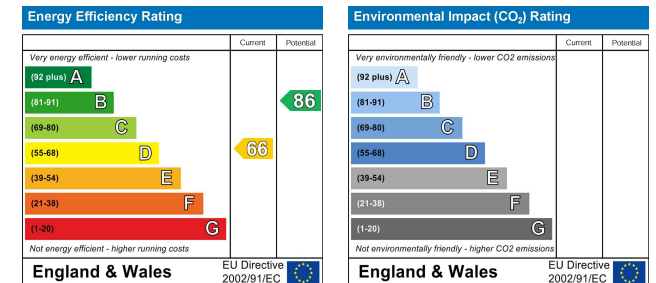 Energy Efficiency Rating
Current Potential
Very energy efficient - lower running costs
(92 plus) A
(81-91) B
86
(69-80) C
(55-68) D
66
(39-54) E
(21-38) F
(1-20) G
Not energy efficient - higher running costs
England & Wales
EU Directive
2002/91/EC
Environmental Impact (CO₂) Rating
Current Potential
Very environmentally friendly - lower CO2 emissions
(92 plus) A
(81-91) B
(69-80) C
(55-68) D
(39-54) E
(21-38) F
(1-20) G
Not environmentally friendly - higher CO2 emissions
England & Wales
EU Directive
2002/91/EC